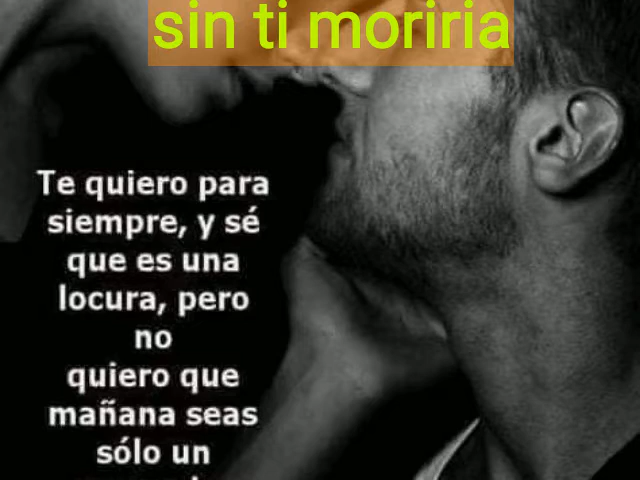 sin ti moriria
Te quiero para
siempre, y sé
que es una
locura, pero
no
quiero que
mañana seas
sólo un